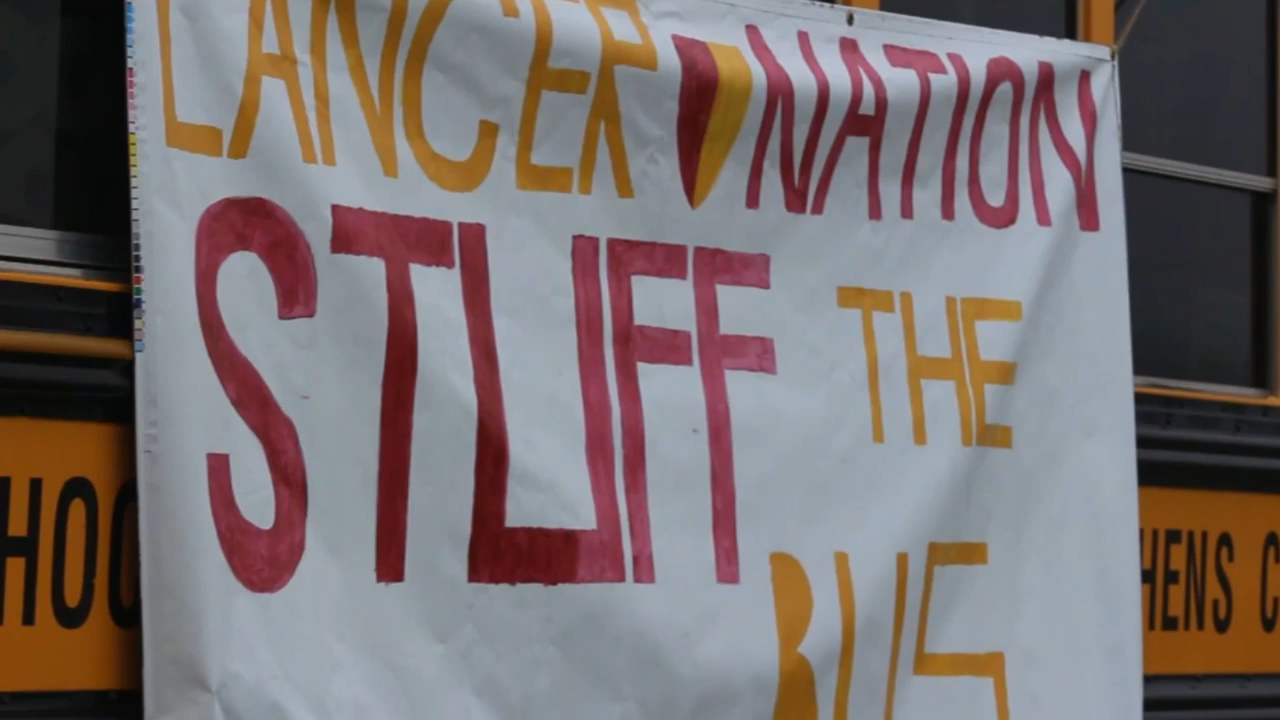 LANCER NATION
STUFF
THE
BUS
HOO
HENS C